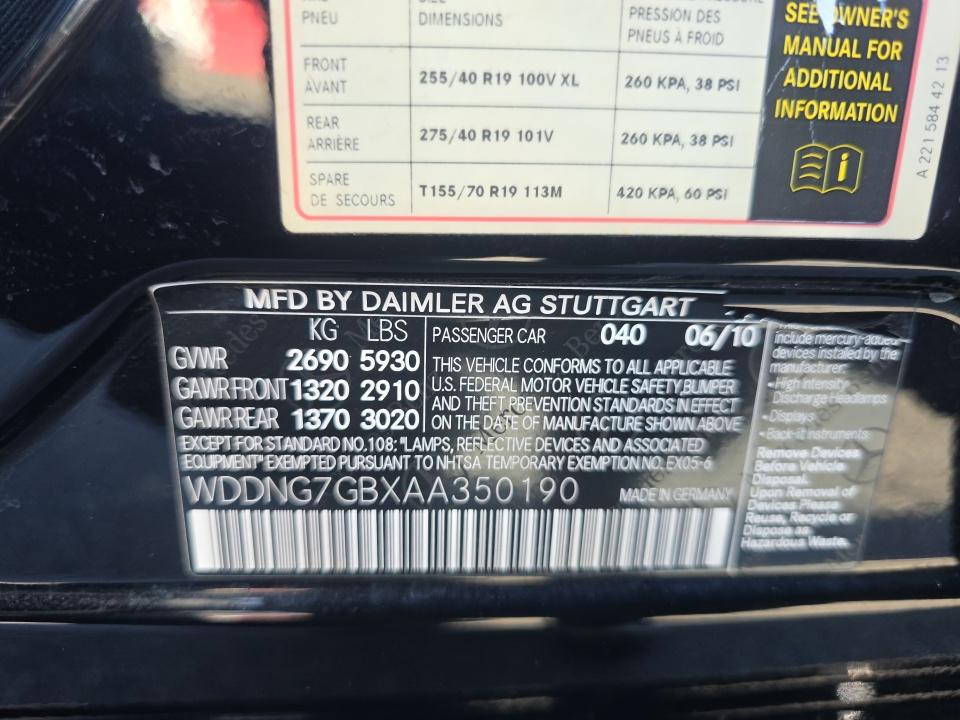 PNEU DIMENSIONS PRESSION DES
PNEUS À FROID
FRONT
AVANT 255/40 R19 100V XL 260 KPA, 38 PSI
REAR
ARRIÈRE 275/40 R19 101V 260 KPA, 38 PSI
SPARE
DE SECOURS T155/70 R19 113M 420 KPA, 60 PSI
SEE OWNER'S
MANUAL FOR
ADDITIONAL
INFORMATION
A 221 584 42 13
MFD BY DAIMLER AG STUTTGART
KG LBS PASSENGER CAR 040 06/10
GVWR 2690 5930
GAWR FRONT 1320 2910
GAWR REAR 1370 3020
THIS VEHICLE CONFORMS TO ALL APPLICABLE
U.S. FEDERAL MOTOR VEHICLE SAFETY, BUMPER
AND THEFT PREVENTION STANDARDS IN EFFECT
ON THE DATE OF MANUFACTURE SHOWN ABOVE
EXCEPT FOR STANDARD NO. 108: "LAMPS, REFLECTIVE DEVICES AND ASSOCIATED
EQUIPMENT" EXEMPTED PURSUANT TO NHTSA TEMPORARY EXEMPTION NO. EX05-6
WDDNG7GBXAA350190 MADE IN GERMANY
include mercury-added
devices installed by the
manufacturer:
• High Intensity
Discharge Headlamps
• Displays
• Back-lit instruments
Remove Devices
Before Vehicle
Disposal.
Upon Removal of
Devices Please
Reuse, Recycle or
Dispose as
Hazardous Waste.